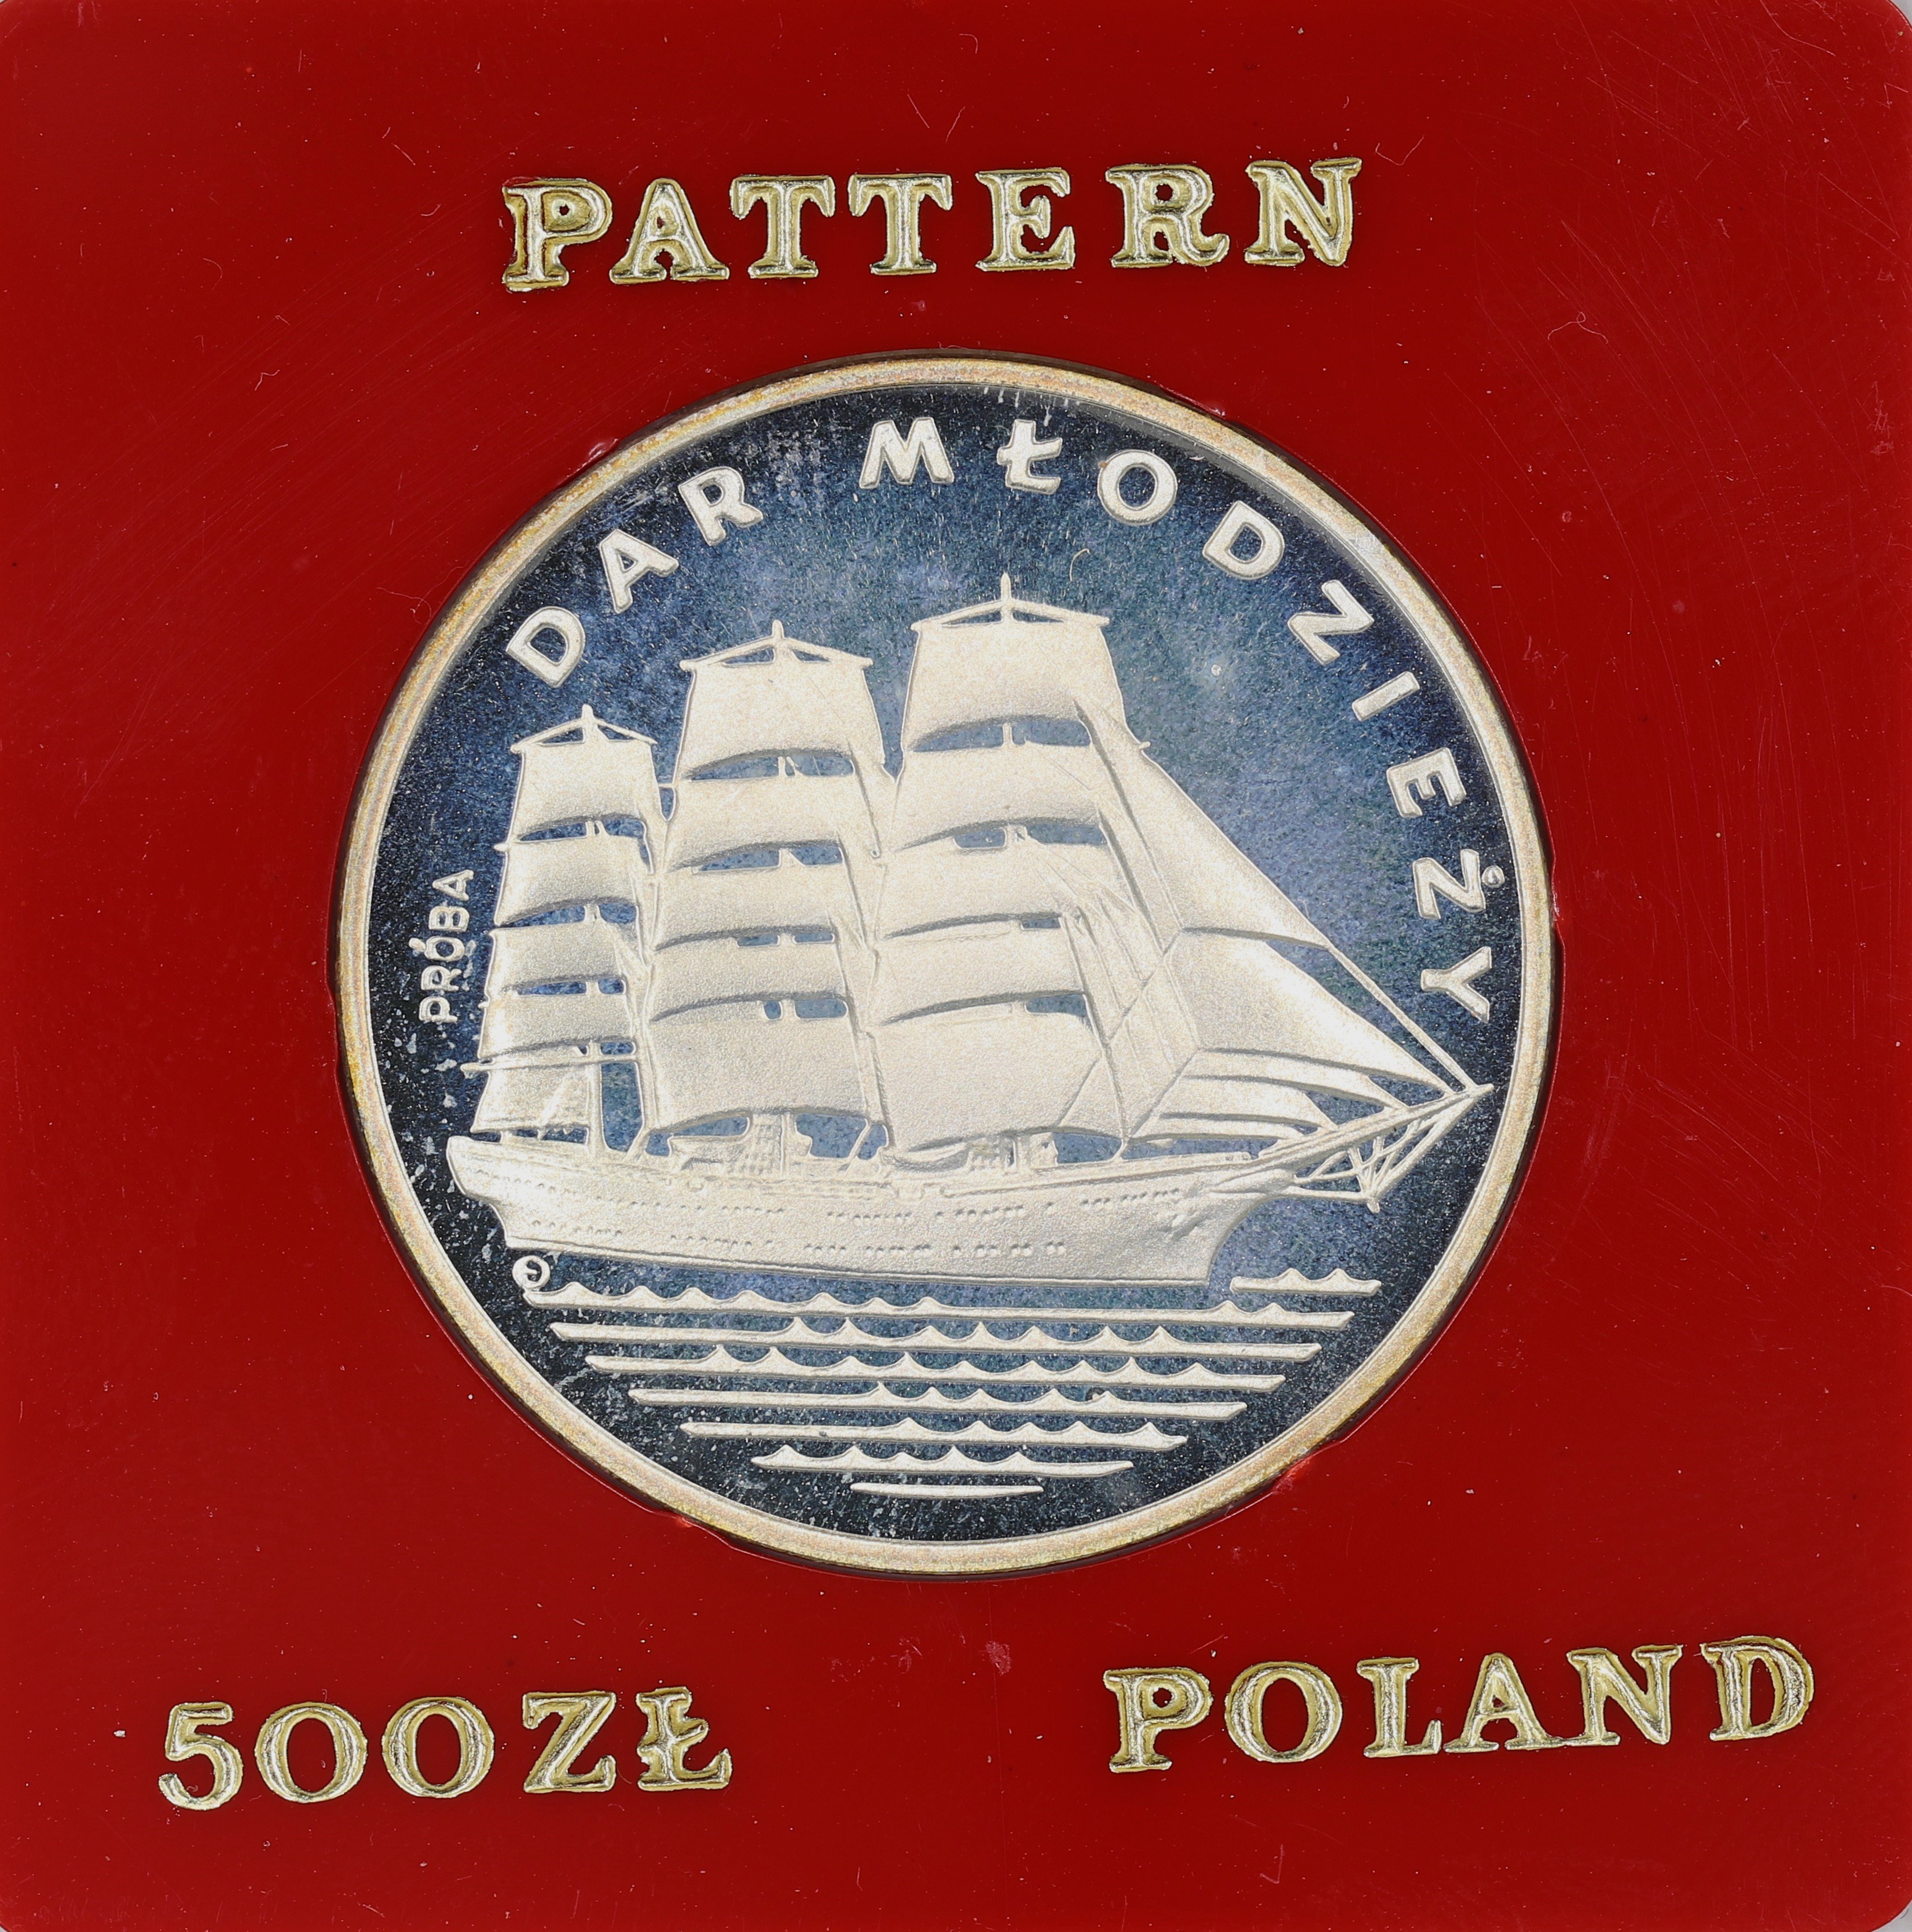 PATTERN
DAR MŁODZIEŻY
PRÓBA
500 ZŁ
POLAND